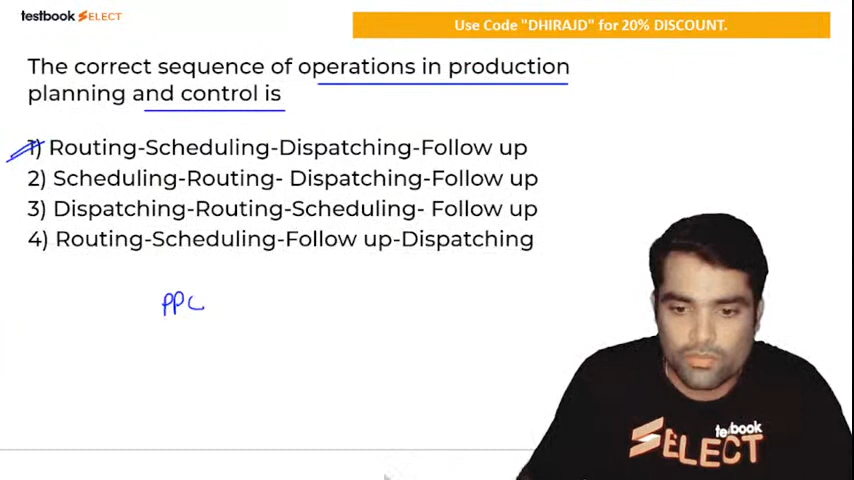 testbook SELECT
Use Code "DHIRAJD" for 20% DISCOUNT.
The correct sequence of operations in production
planning and control is
1) Routing-Scheduling-Dispatching-Follow up
2) Scheduling-Routing- Dispatching-Follow up
3) Dispatching-Routing-Scheduling- Follow up
4) Routing-Scheduling-Follow up-Dispatching
PPC
testbook
SELECT